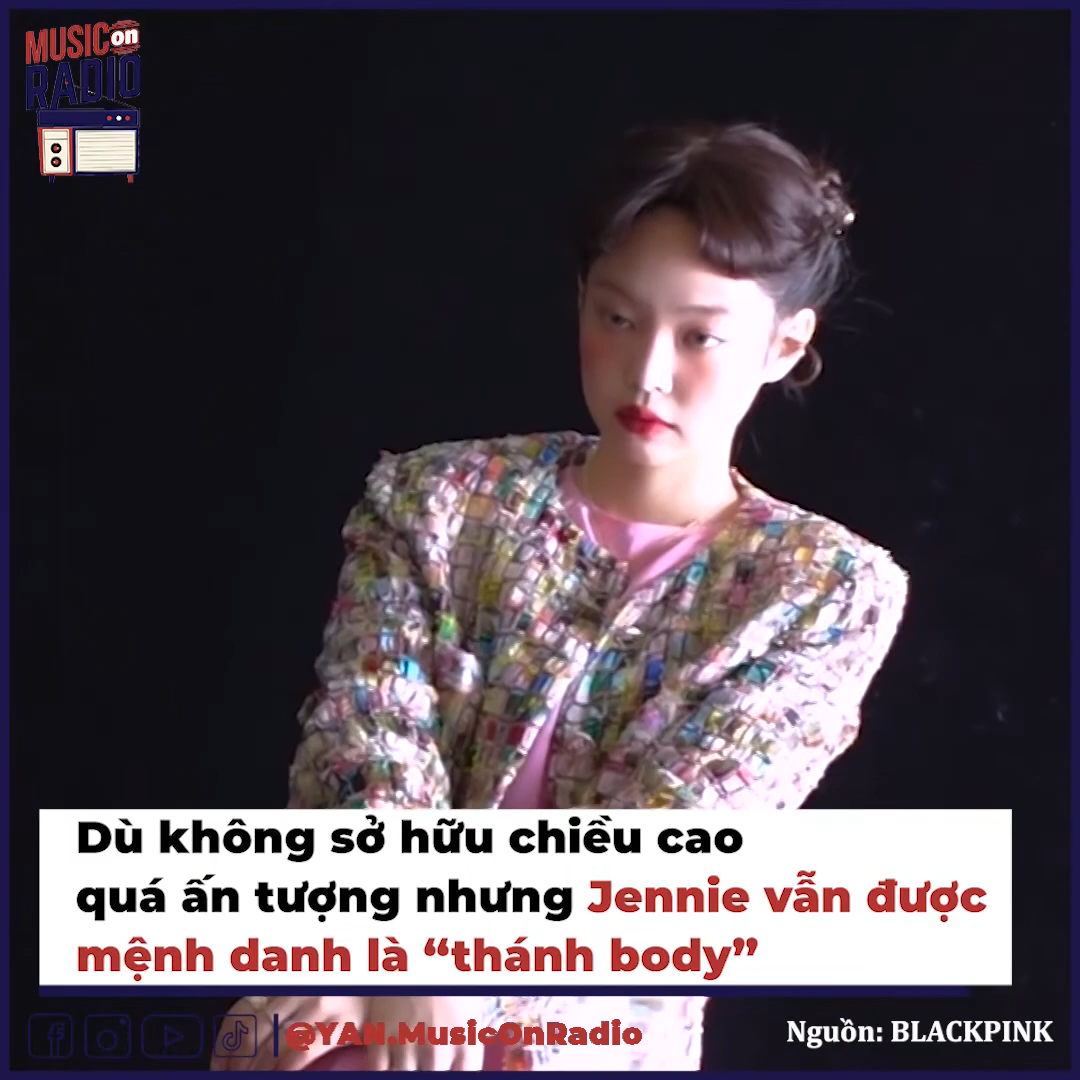 MUSIC on
RADIO
Dù không sở hữu chiều cao
quá ấn tượng nhưng Jennie vẫn được
mệnh danh là “thánh body”
@YAN.MusicOnRadio
Nguồn: BLACKPINK